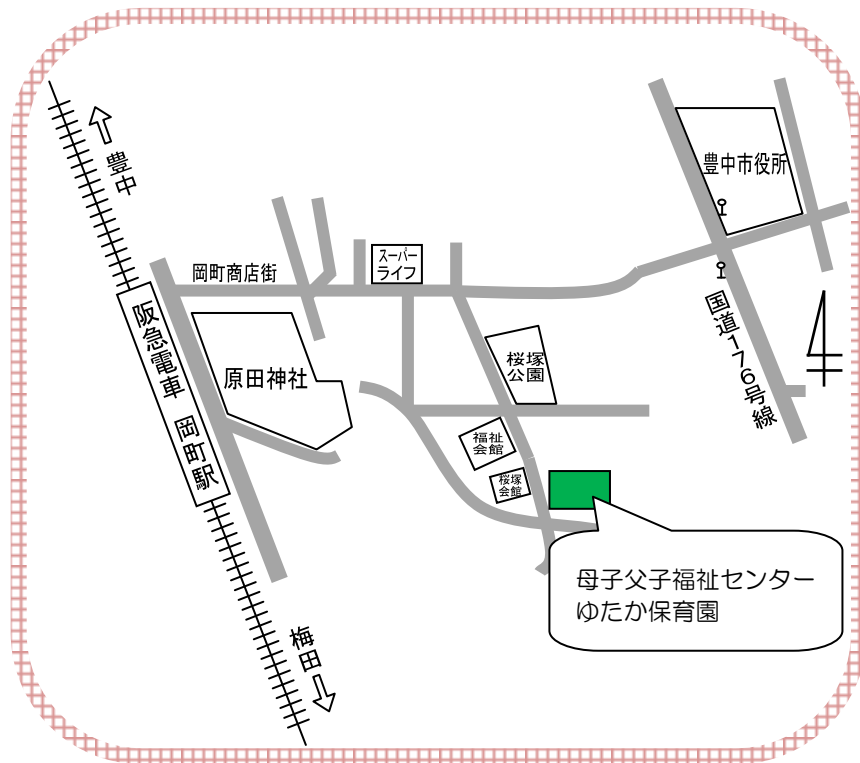 豊中
豊中市役所
スーパー
ライフ
岡町商店街
国道176号線
阪急電車 岡町駅
原田神社
桜塚
公園
福祉
会館
桜塚
会館
母子父子福祉センター
ゆたか保育園
梅田